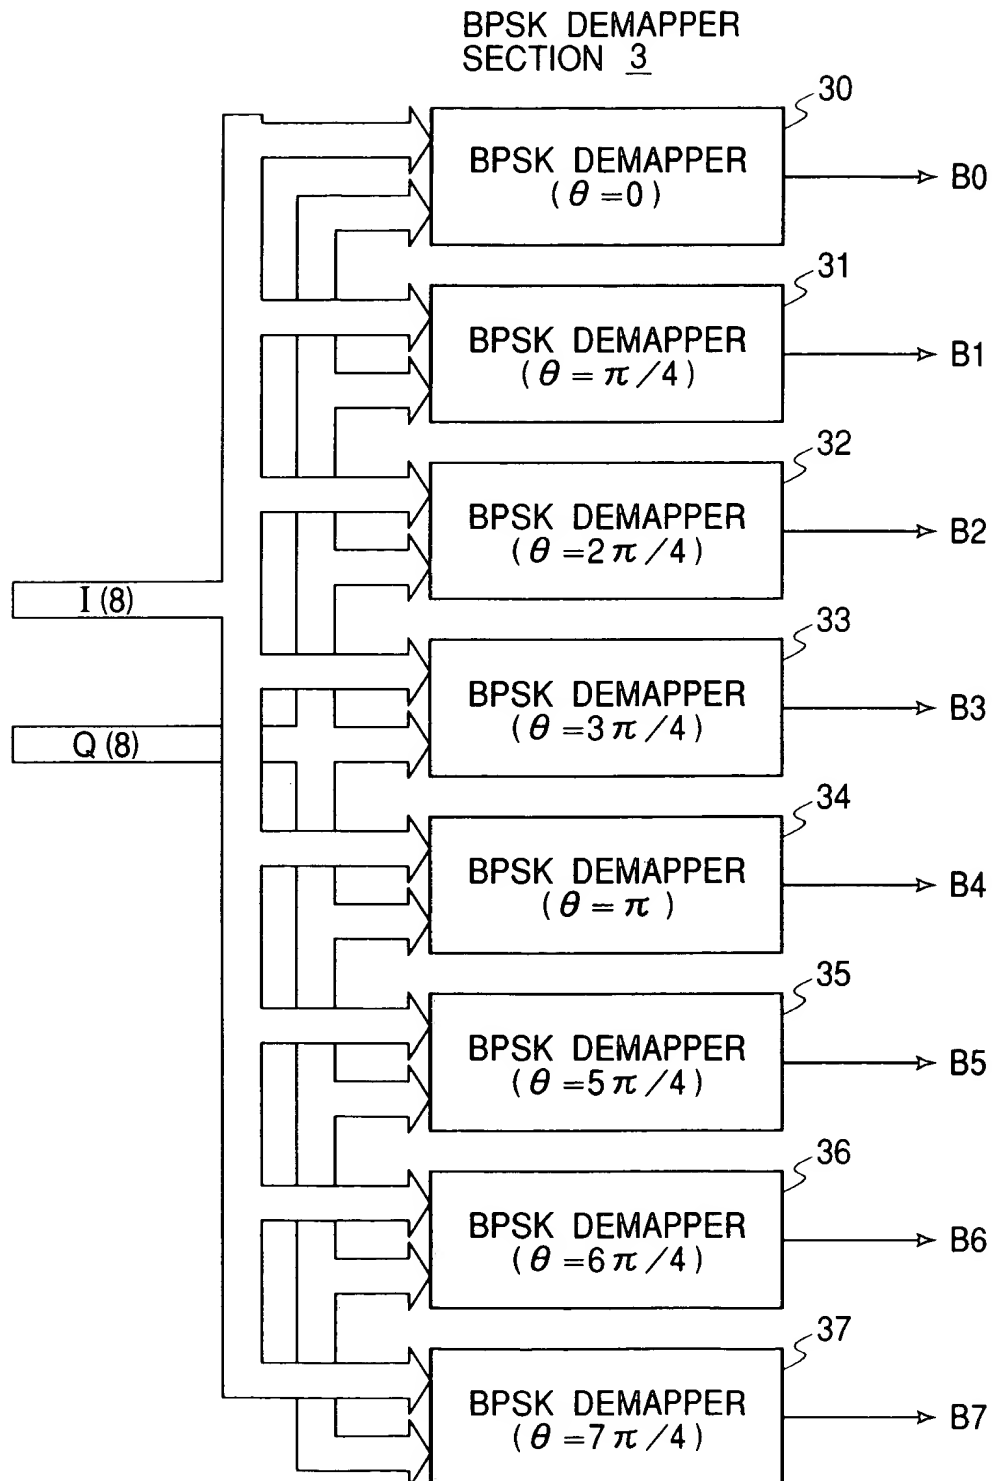 BPSK DEMAPPER
SECTION 3
30
BPSK DEMAPPER
(θ=0)
B0
31
BPSK DEMAPPER
(θ=π/4)
B1
32
BPSK DEMAPPER
(θ=2π/4)
B2
I(8)
33
BPSK DEMAPPER
(θ=3π/4)
B3
Q(8)
34
BPSK DEMAPPER
(θ=π)
B4
35
BPSK DEMAPPER
(θ=5π/4)
B5
36
BPSK DEMAPPER
(θ=6π/4)
B6
37
BPSK DEMAPPER
(θ=7π/4)
B7